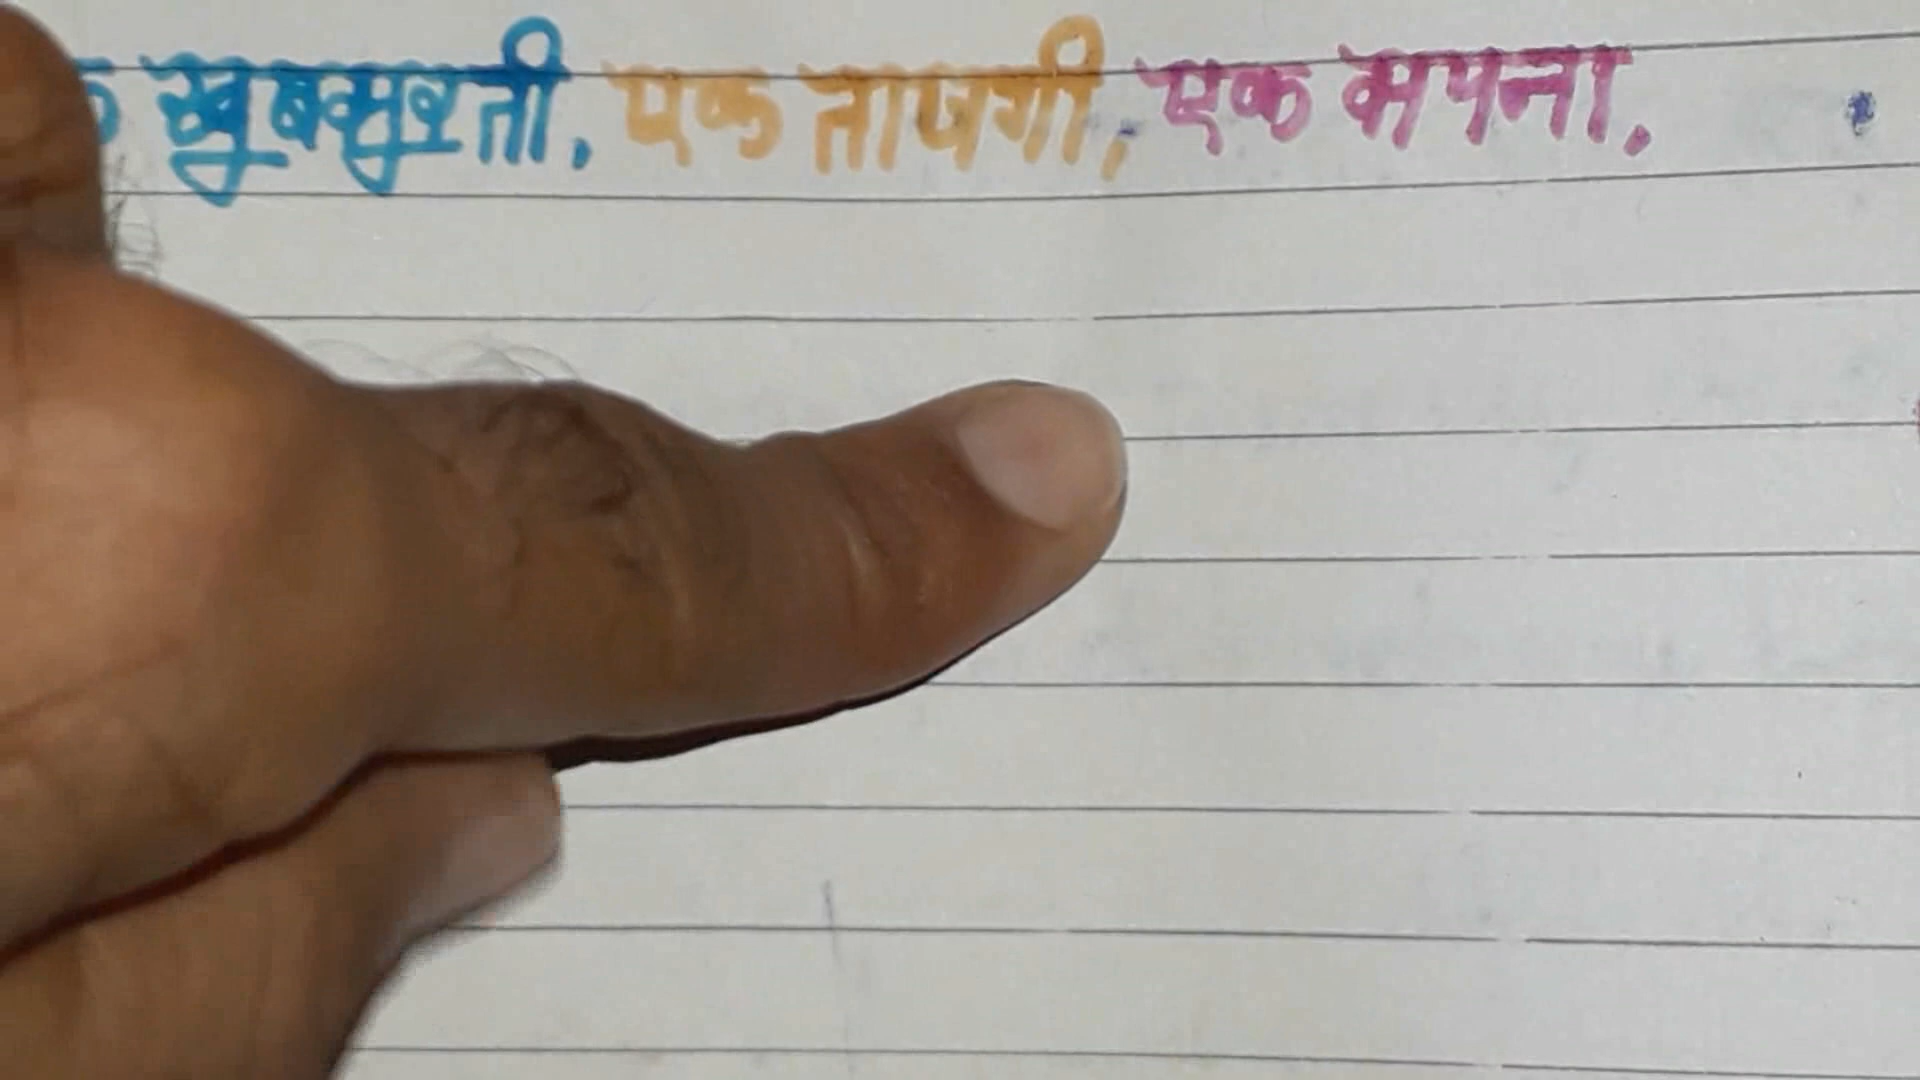 खुबसुरती, एक ताजगी, एक सपना,